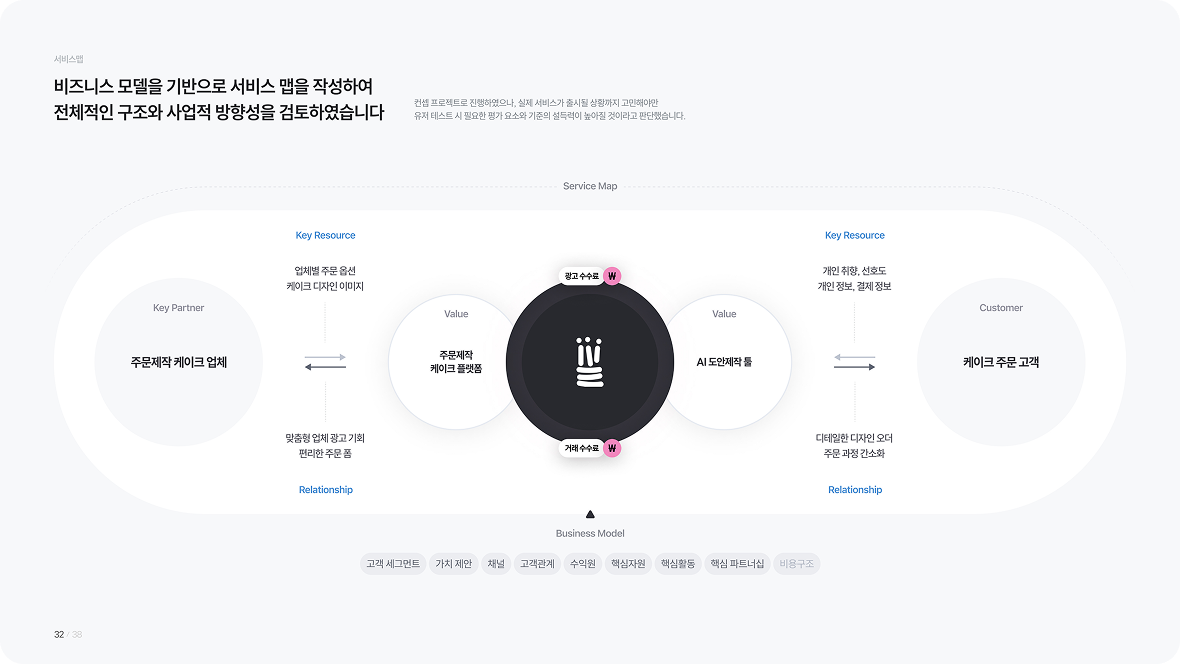 서비스맵
비즈니스 모델을 기반으로 서비스 맵을 작성하여
전체적인 구조와 사업적 방향성을 검토하였습니다
컨셉 프로젝트로 진행하였으나, 실제 서비스가 출시될 상황까지 고민해야만
유저 테스트 시 필요한 평가 요소와 기준의 설득력이 높아질 것이라고 판단했습니다.
Service Map
Key Partner
주문제작 케이크 업체
Key Resource
업체별 주문 옵션
케이크 디자인 이미지
맞춤형 업체 광고 기회
편리한 주문 폼
Relationship
Value
주문제작
케이크 플랫폼
광고 수수료 ₩
거래 수수료 ₩
Value
AI 도안제작 툴
Key Resource
개인 취향, 선호도
개인 정보, 결제 정보
디테일한 디자인 오더
주문 과정 간소화
Relationship
Customer
케이크 주문 고객
Business Model
고객 세그먼트 가치 제안 채널 고객관계 수익원 핵심자원 핵심활동 핵심 파트너십 비용구조
32 / 38